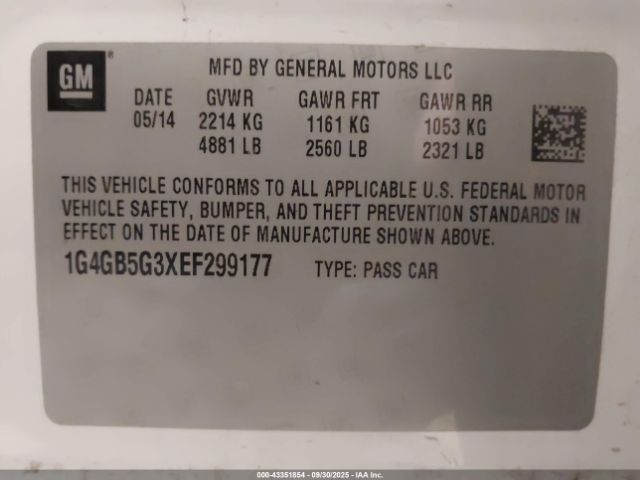 GM®
MFD BY GENERAL MOTORS LLC
DATE GVWR GAWR FRT GAWR RR
05/14 2214 KG 1161 KG 1053 KG
4881 LB 2560 LB 2321 LB
THIS VEHICLE CONFORMS TO ALL APPLICABLE U.S. FEDERAL MOTOR
VEHICLE SAFETY, BUMPER, AND THEFT PREVENTION STANDARDS IN
EFFECT ON THE DATE OF MANUFACTURE SHOWN ABOVE.
1G4GB5G3XEF299177 TYPE: PASS CAR
000-43351854 - 09/30/2025 - IAA Inc.